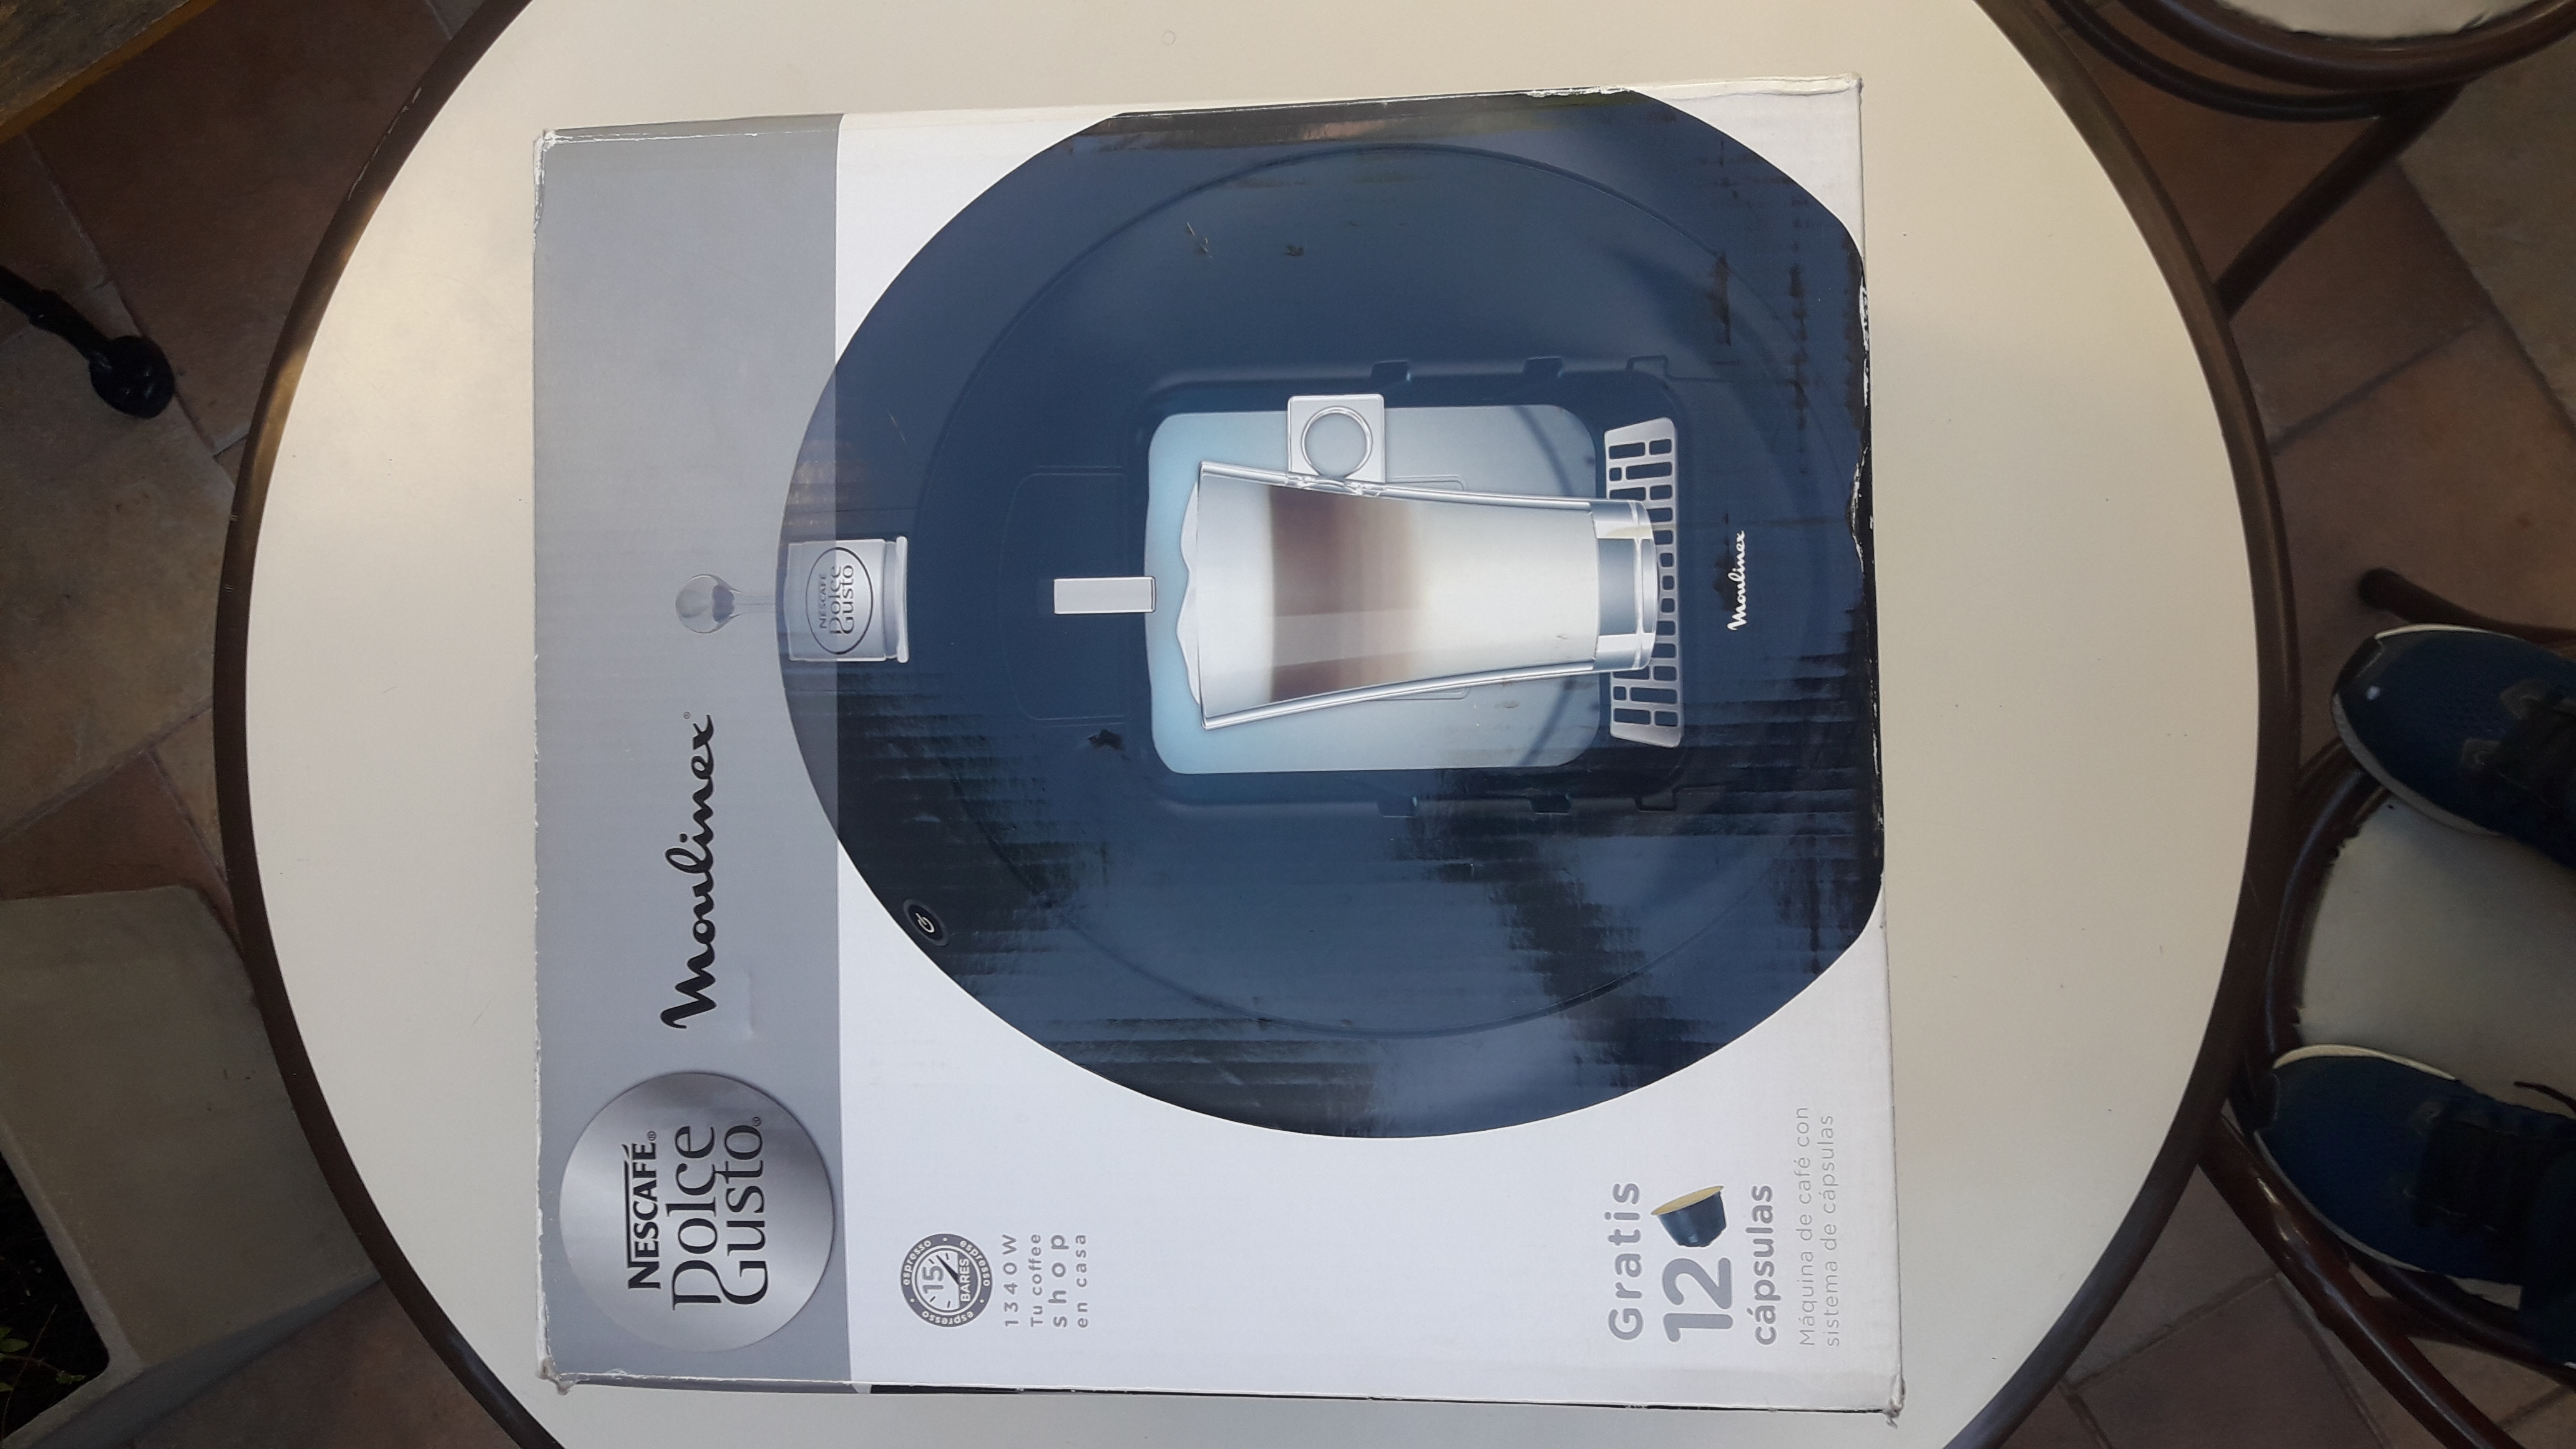 NESCAFÉ®
Dolce
Gusto®
Moulinex®
NESCAFÉ
Dolce
Gusto
espresso • espresso • espresso •
15
BARES
1340W
Tu coffee
shop
en casa
Gratis
12
cápsulas
Máquina de café con
sistema de cápsulas
Moulinex